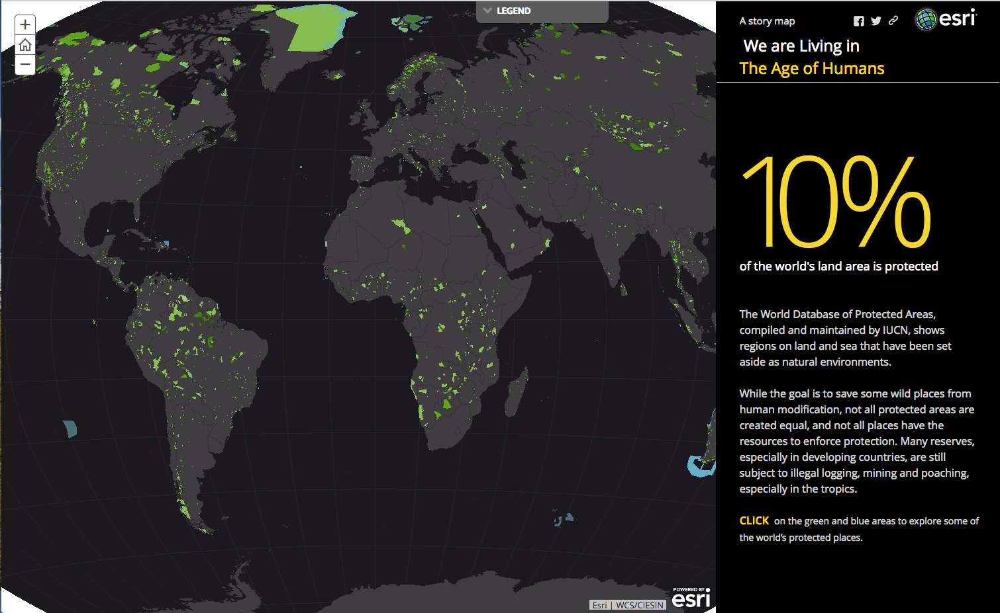 LEGEND
A story map
esri
We are Living in
The Age of Humans
10%
of the world's land area is protected
The World Database of Protected Areas,
compiled and maintained by IUCN, shows
regions on land and sea that have been set
aside as natural environments.
While the goal is to save some wild places from
human modification, not all protected areas are
created equal, and not all places have the
resources to enforce protection. Many reserves,
especially in developing countries, are still
subject to illegal logging, mining and poaching,
especially in the tropics.
CLICK on the green and blue areas to explore some of
the world's protected places.
POWERED BY
esri
Esri | WCS/CIESIN